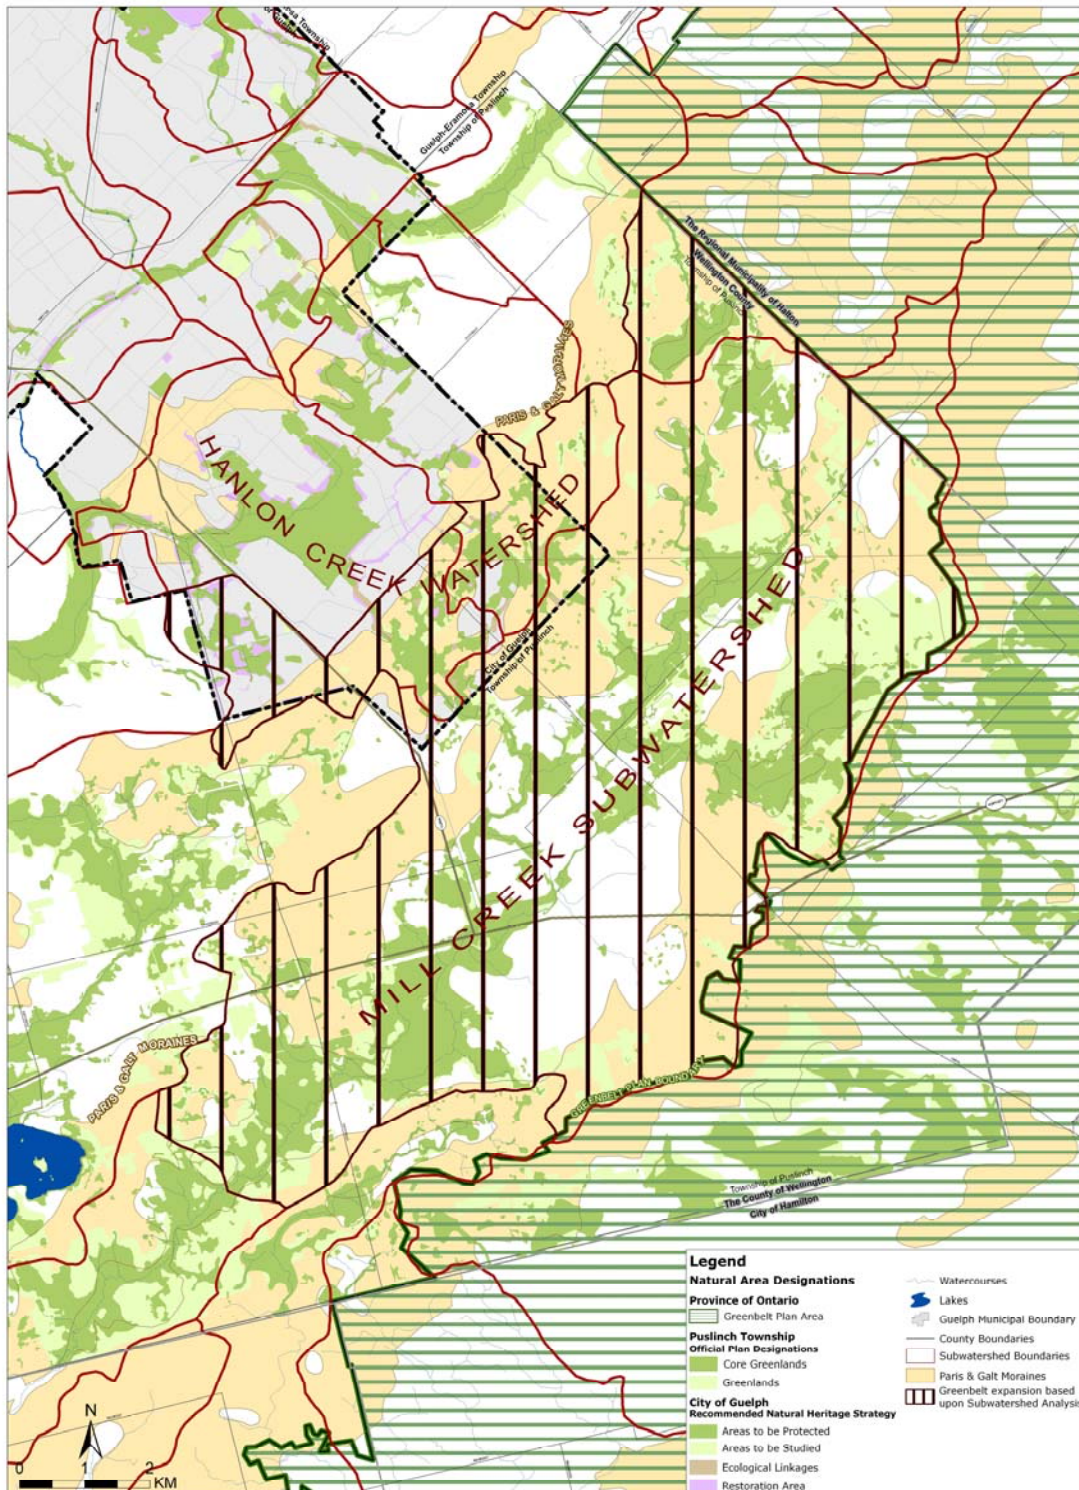 Guelph-Eramosa Township
Township of Puslinch
The Regional Municipality of Halton
Wellington County
Township of Puslinch
PARIS & GALT MORAINES
HANLON CREEK WATERSHED
City of Guelph
Township of Puslinch
MILL CREEK SUBWATERSHED
PARIS & GALT MORAINES
GREENBELT PLAN BOUNDARY
Township of Puslinch
The County of Wellington
City of Hamilton
Legend
Natural Area Designations
Province of Ontario
Greenbelt Plan Area
Puslinch Township
Official Plan Designations
Core Greenlands
Greenlands
City of Guelph
Recommended Natural Heritage Strategy
Areas to be Protected
Areas to be Studied
Ecological Linkages
Restoration Area
Watercourses
Lakes
Guelph Municipal Boundary
County Boundaries
Subwatershed Boundaries
Paris & Galt Moraines
Greenbelt expansion based
upon Subwatershed Analysis
N
0 1 2
KM